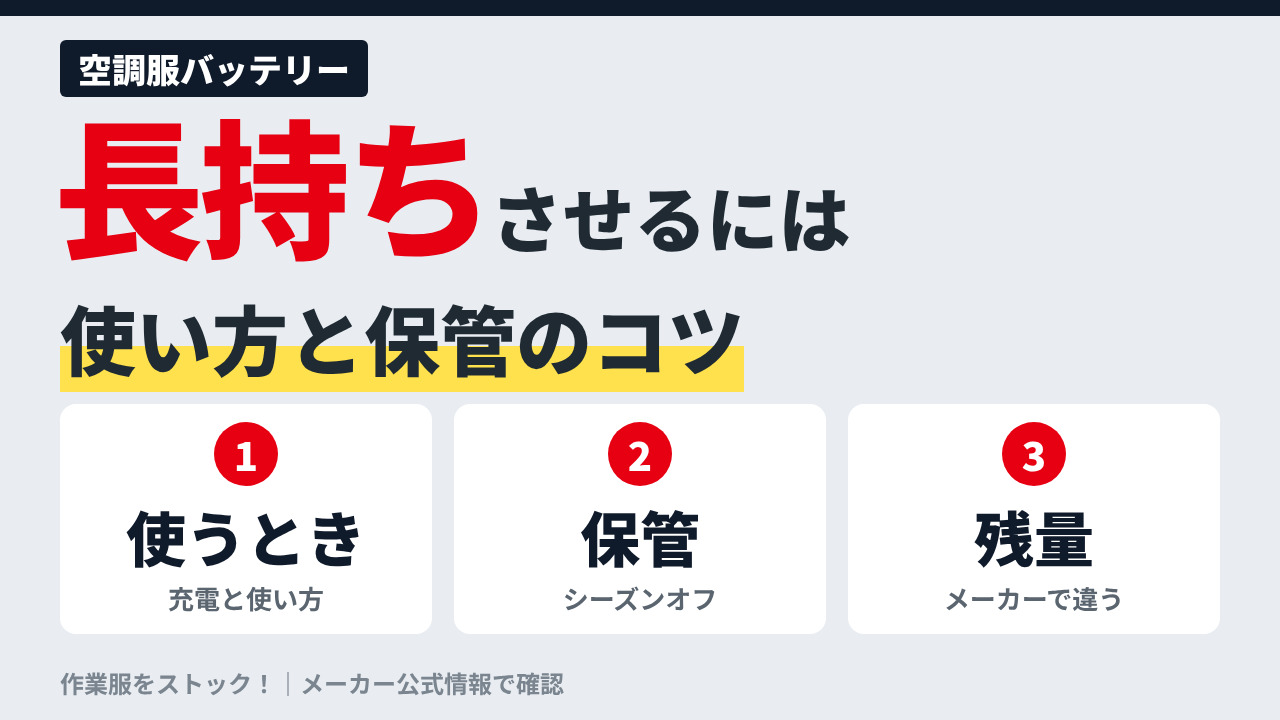 空調服バッテリー
長持ちさせるには
使い方と保管のコツ
1
使うとき
充電と使い方
2
保管
シーズンオフ
3
残量
メーカーで違う
作業服をストック！｜メーカー公式情報で確認